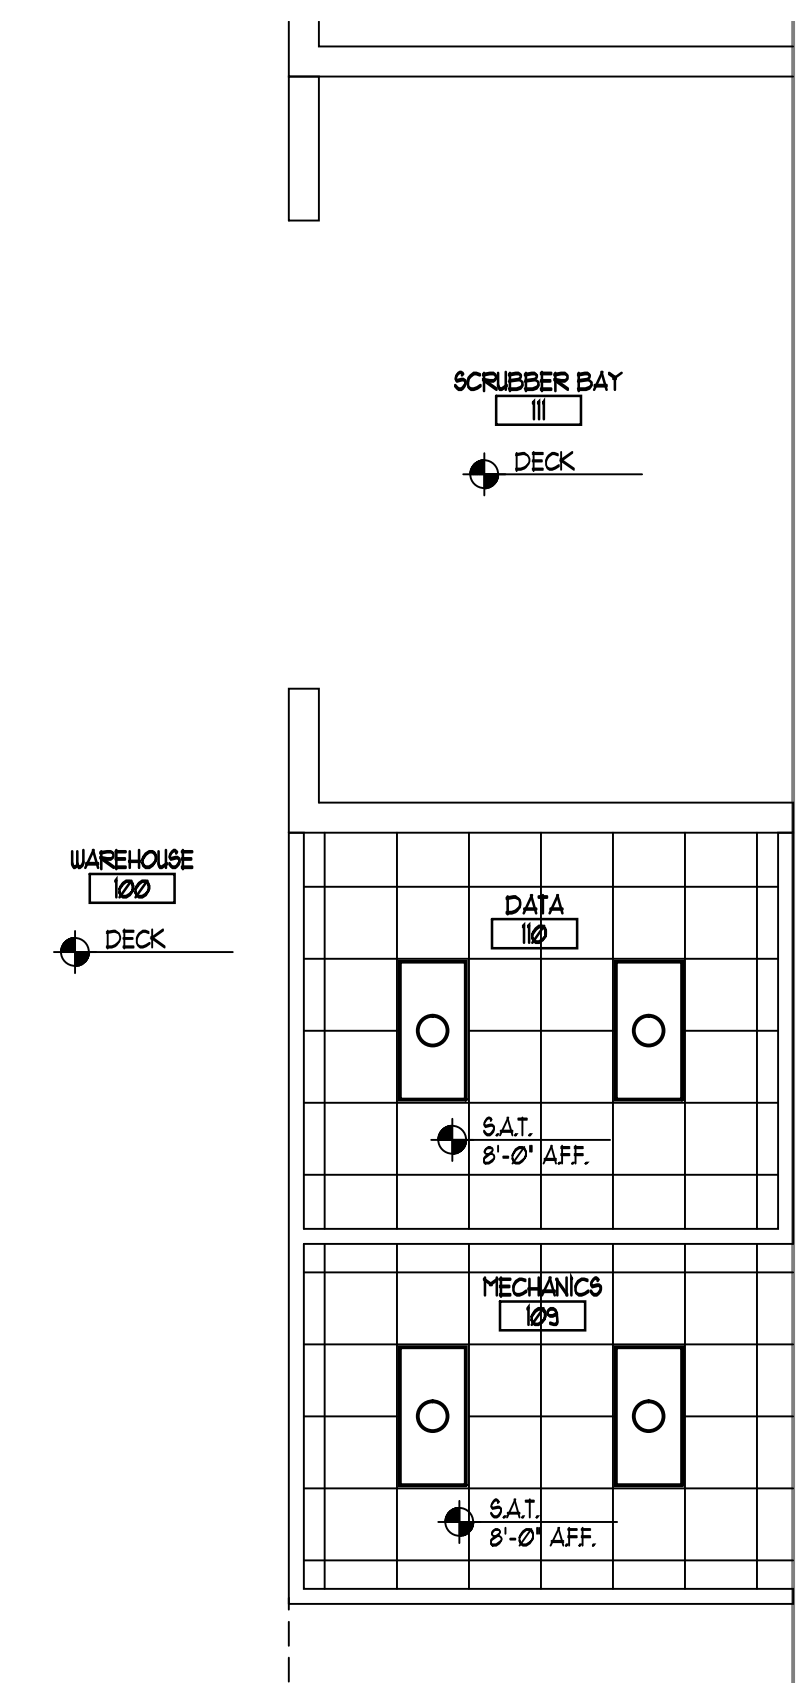 SCRUBBER BAY
111
DECK
WAREHOUSE
100
DECK
DATA
110
S.A.T.
8'-0" A.F.F.
MECHANICS
109
S.A.T.
8'-0" A.F.F.